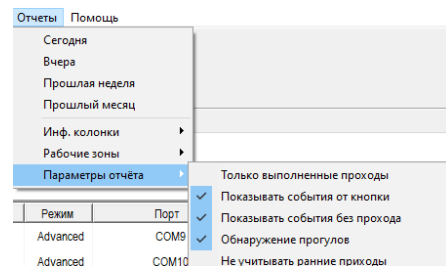 Отчеты Помощь
Сегодня
Вчера
Прошлая неделя
Прошлый месяц
Инф. колонки
Рабочие зоны
Параметры отчёта
Только выполненные проходы
Показывать события от кнопки
Показывать события без прохода
Обнаружение прогулов
Не учитывать ранние приходы
Режим Порт
Advanced COM9
Advanced COM10